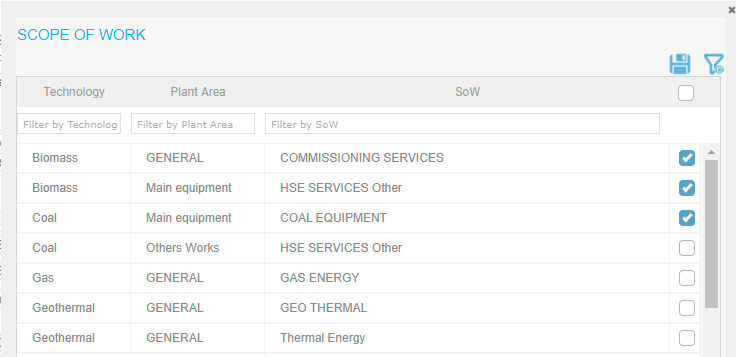 SCOPE OF WORK
Technology Plant Area SoW
Filter by Technolog Filter by Plant Area Filter by SoW
Biomass GENERAL COMMISSIONING SERVICES
Biomass Main equipment HSE SERVICES Other
Coal Main equipment COAL EQUIPMENT
Coal Others Works HSE SERVICES Other
Gas GENERAL GAS ENERGY
Geothermal GENERAL GEO THERMAL
Geothermal GENERAL Thermal Energy